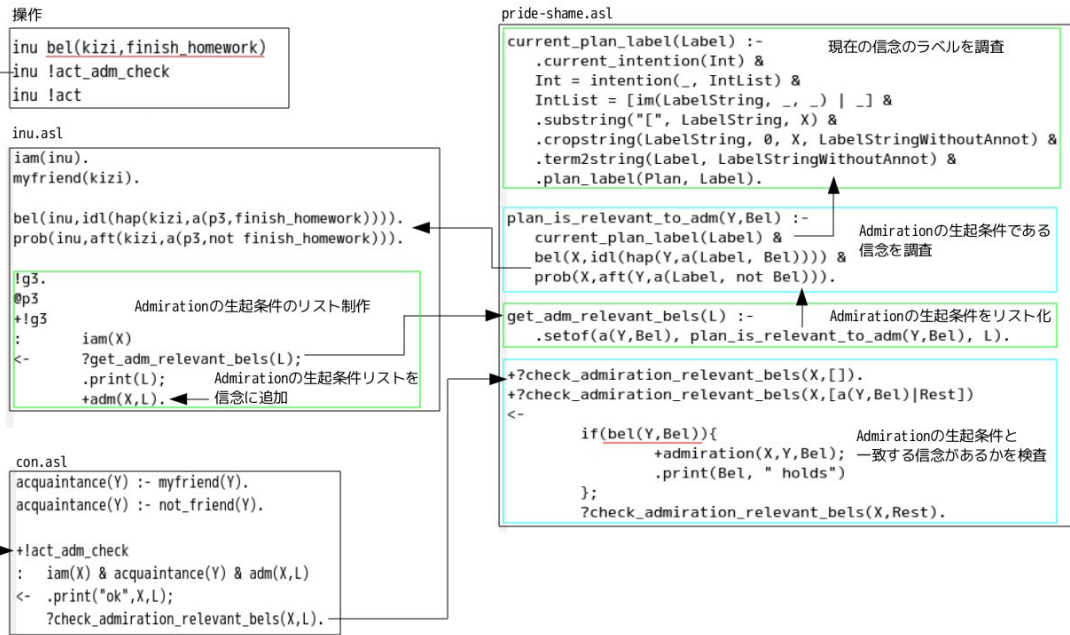 操作
inu bel(kizi,finish_homework)
inu !act_adm_check
inu !act
inu.asl
iam(inu).
myfriend(kizi).
bel(inu,idl(hap(kizi,a(p3,finish_homework)))).
prob(inu,aft(kizi,a(p3,not finish_homework))).
!g3.
@p3
Admirationの生起条件のリスト制作
+!g3
: iam(X)
<- ?get_adm_relevant_bels(L);
.print(L);
+adm(X,L).
Admirationの生起条件リストを
信念に追加
con.asl
acquaintance(Y) :- myfriend(Y).
acquaintance(Y) :- not_friend(Y).
+!act_adm_check
: iam(X) & acquaintance(Y) & adm(X,L)
<- .print("ok",X,L);
?check_admiration_relevant_bels(X,L).
pride-shame.asl
current_plan_label(Label) :-
現在の信念のラベルを調査
.current_intention(Int) &
Int = intention(_, IntList) &
IntList = [im(LabelString, _, _) | _] &
.substring("[", LabelString, X) &
.cropstring(LabelString, 0, X, LabelStringWithoutAnnot) &
.term2string(Label, LabelStringWithoutAnnot) &
.plan_label(Plan, Label).
plan_is_relevant_to_adm(Y,Bel) :-
current_plan_label(Label) &
bel(X,idl(hap(Y,a(Label, Bel)))) &
prob(X,aft(Y,a(Label, not Bel))).
Admirationの生起条件である
信念を調査
get_adm_relevant_bels(L) :-
Admirationの生起条件をリスト化
.setof(a(Y,Bel), plan_is_relevant_to_adm(Y,Bel), L).
+?check_admiration_relevant_bels(X,[]).
+?check_admiration_relevant_bels(X,[a(Y,Bel)|Rest])
<-
if(bel(Y,Bel)){
+admiration(X,Y,Bel);
.print(Bel, " holds")
};
?check_admiration_relevant_bels(X,Rest).
Admirationの生起条件と
一致する信念があるかを検査